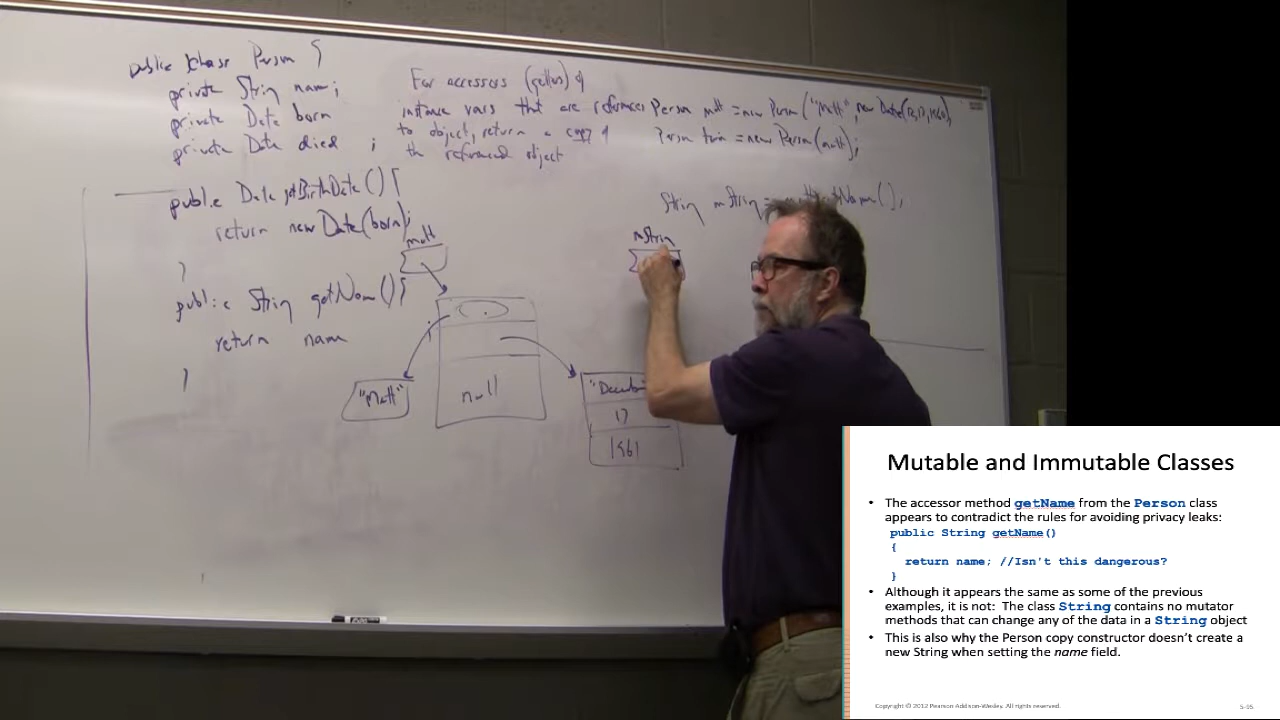 public class Person {
private String name;
private Date born
private Date died ;
public Date getBirthDate() {
return new Date(born);
}
public String getName() {
return name
}
For accessors (getters) of
instance vars that are references
to object, return a copy of
the referenced object
Person matt = new Person("Matt", new Date(12,17,1960),
Person twin = new Person(matt);
String mString = getName();
matt
mString
"Matt"
null
17
1961
Mutable and Immutable Classes
• The accessor method getName from the Person class
appears to contradict the rules for avoiding privacy leaks:
public String getName()
{
return name; //Isn't this dangerous?
}
• Although it appears the same as some of the previous
examples, it is not: The class String contains no mutator
methods that can change any of the data in a String object
• This is also why the Person copy constructor doesn't create a
new String when setting the name field.
Copyright © 2012 Pearson Addison-Wesley. All rights reserved.
5-95